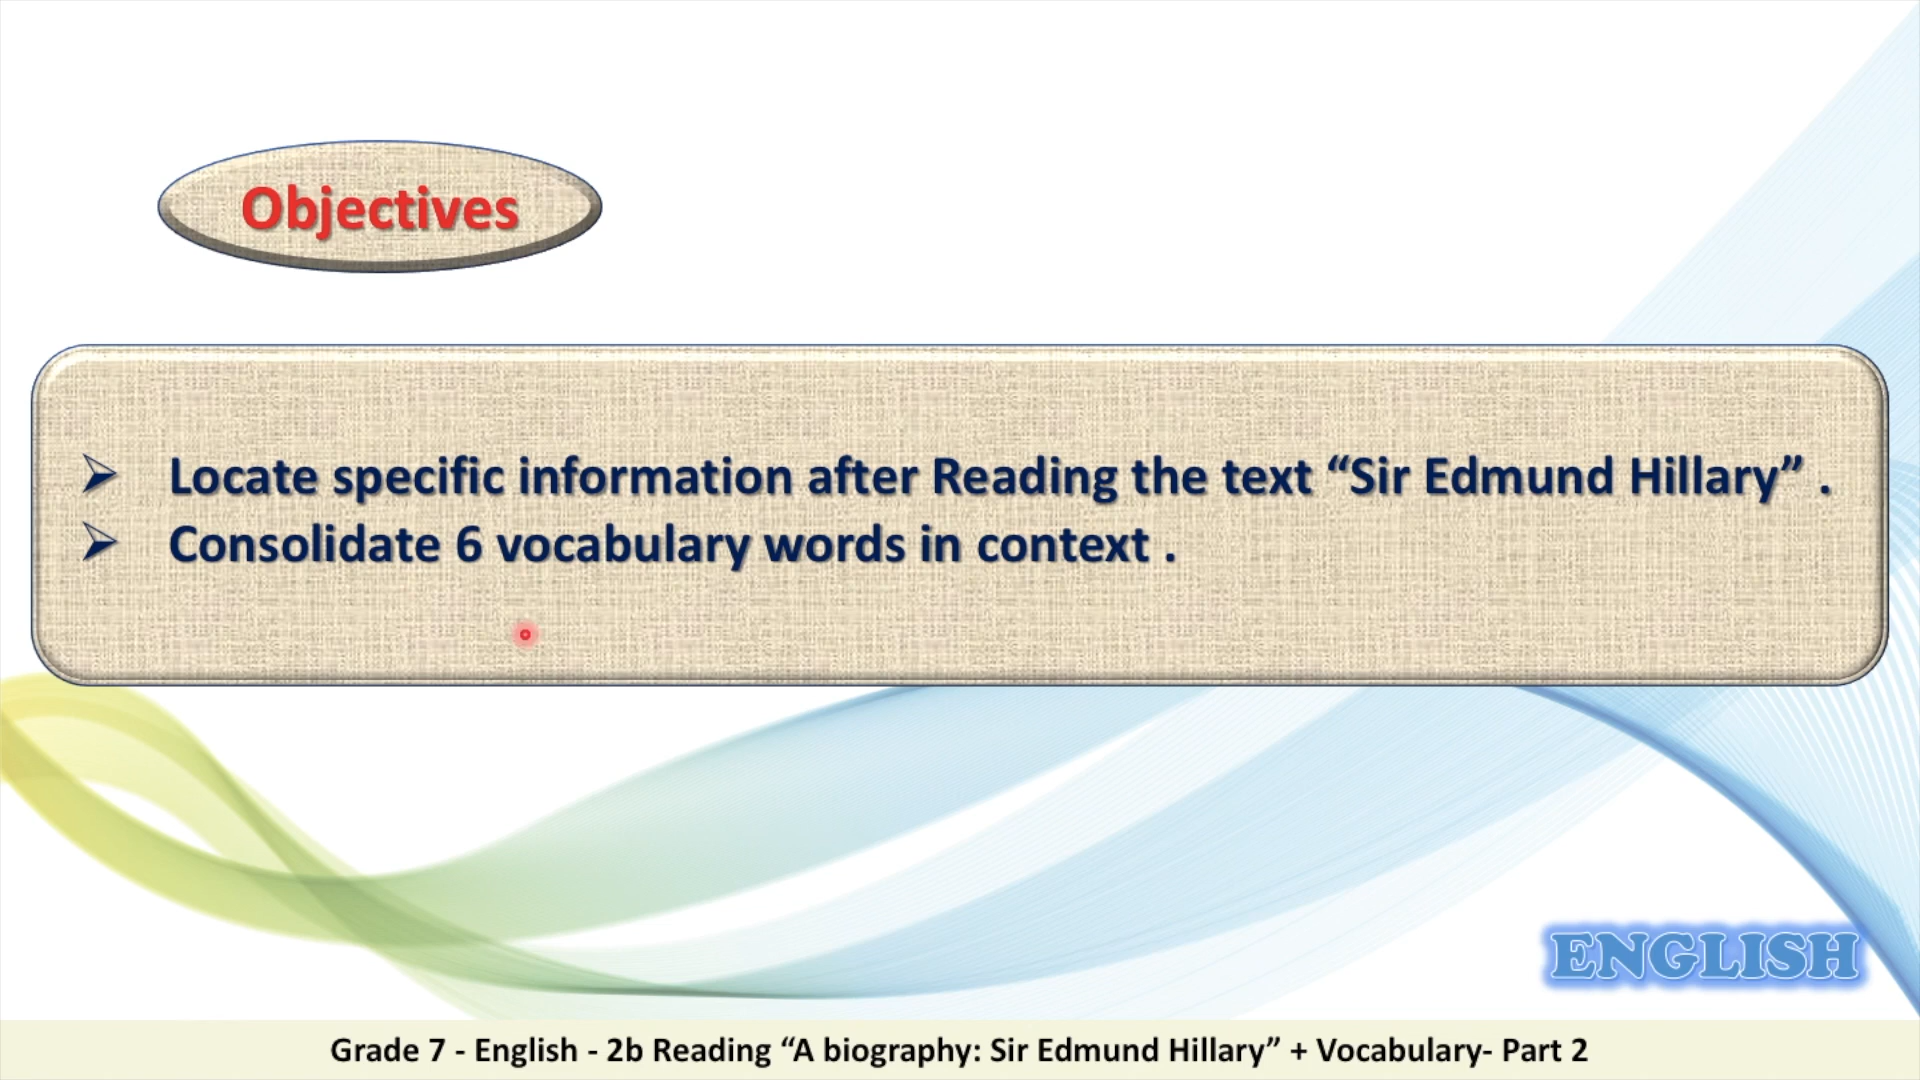 Objectives
➢ Locate specific information after Reading the text “Sir Edmund Hillary” .
➢ Consolidate 6 vocabulary words in context .
ENGLISH
Grade 7 - English - 2b Reading “A biography: Sir Edmund Hillary” + Vocabulary- Part 2